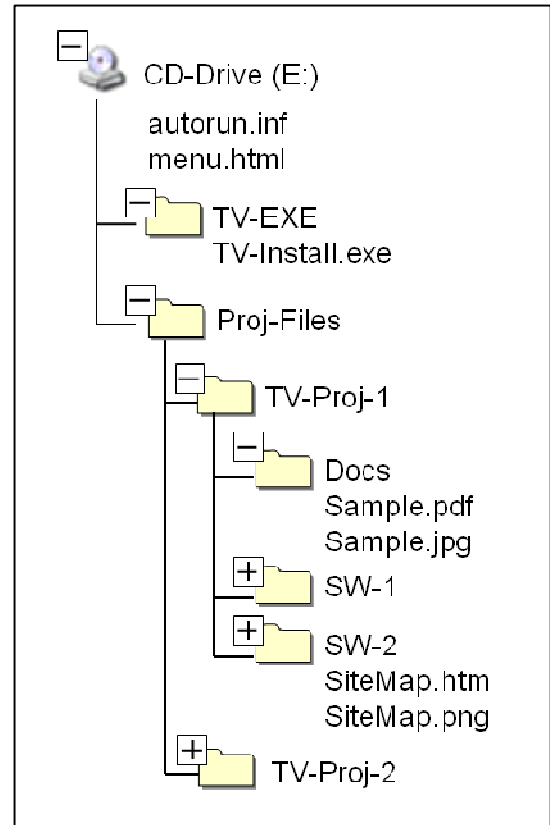 CD-Drive (E:)
autorun.inf
menu.html
TV-EXE
TV-Install.exe
Proj-Files
TV-Proj-1
Docs
Sample.pdf
Sample.jpg
SW-1
SW-2
SiteMap.htm
SiteMap.png
TV-Proj-2